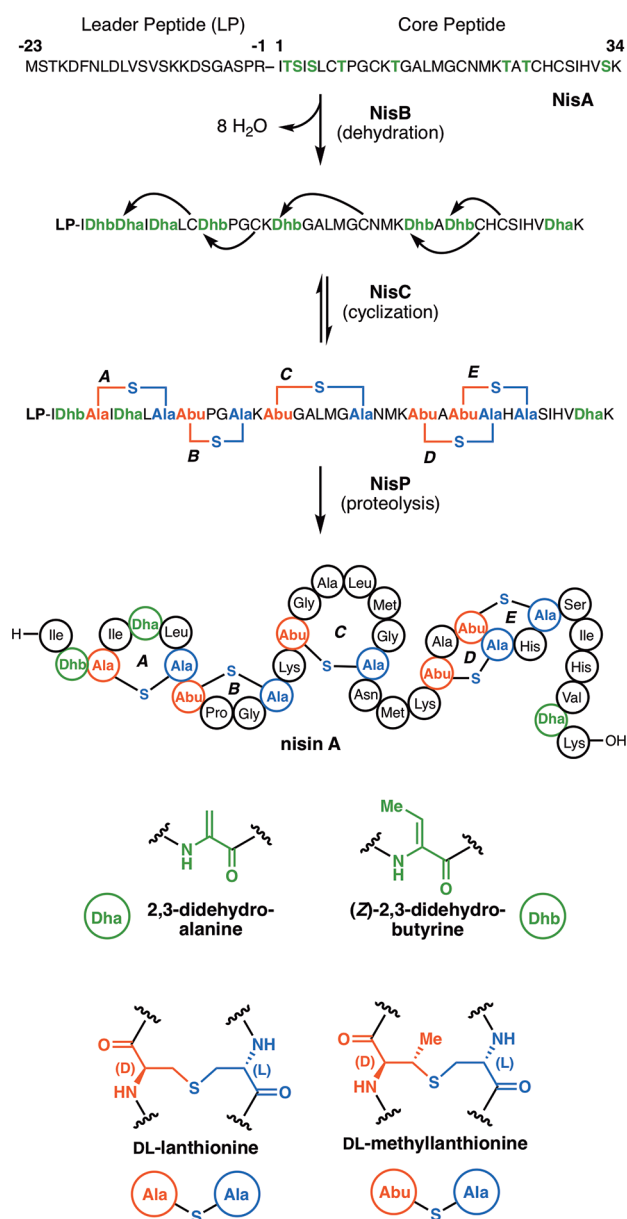 Leader Peptide (LP) Core Peptide
-23 -1 1 34
MSTKDFNLDLVSVSKKDSGASPR– ITSISLCTPGCKTGALMGCNMKTATCHCSIHVSK
NisA
8 H2O
NisB
(dehydration)
LP-IDhbDhaIDhaLCDhbPGCKDhbGALMGCNMKDhbADhbCHCSIHVDhaK
NisC
(cyclization)
A S C S E S
LP-IDhbAlaIDhaLAlaAbuPGAlaKAbuGALMGAlaNMKAbuAAbuAlaHAlaSIHVDhaK
S S
B D
NisP
(proteolysis)
H Ile Dhb Ala Ile Dha Leu Ala Abu Pro Gly Ala Lys Abu Gly Ala Leu Met Gly Ala Asn Met Lys Abu Ala Abu Ala His Ala Ser Ile His Val Dha Lys OH
A S B S C S D S E S
nisin A
Me
N
H
O
N
H
O
Dha
2,3-didehydro-
alanine
(Z)-2,3-didehydro-
butyrine
Dhb
O (D) HN S NH (L) O
O (D) HN Me S NH (L) O
DL-lanthionine
DL-methyllanthionine
Ala S Ala
Abu S Ala